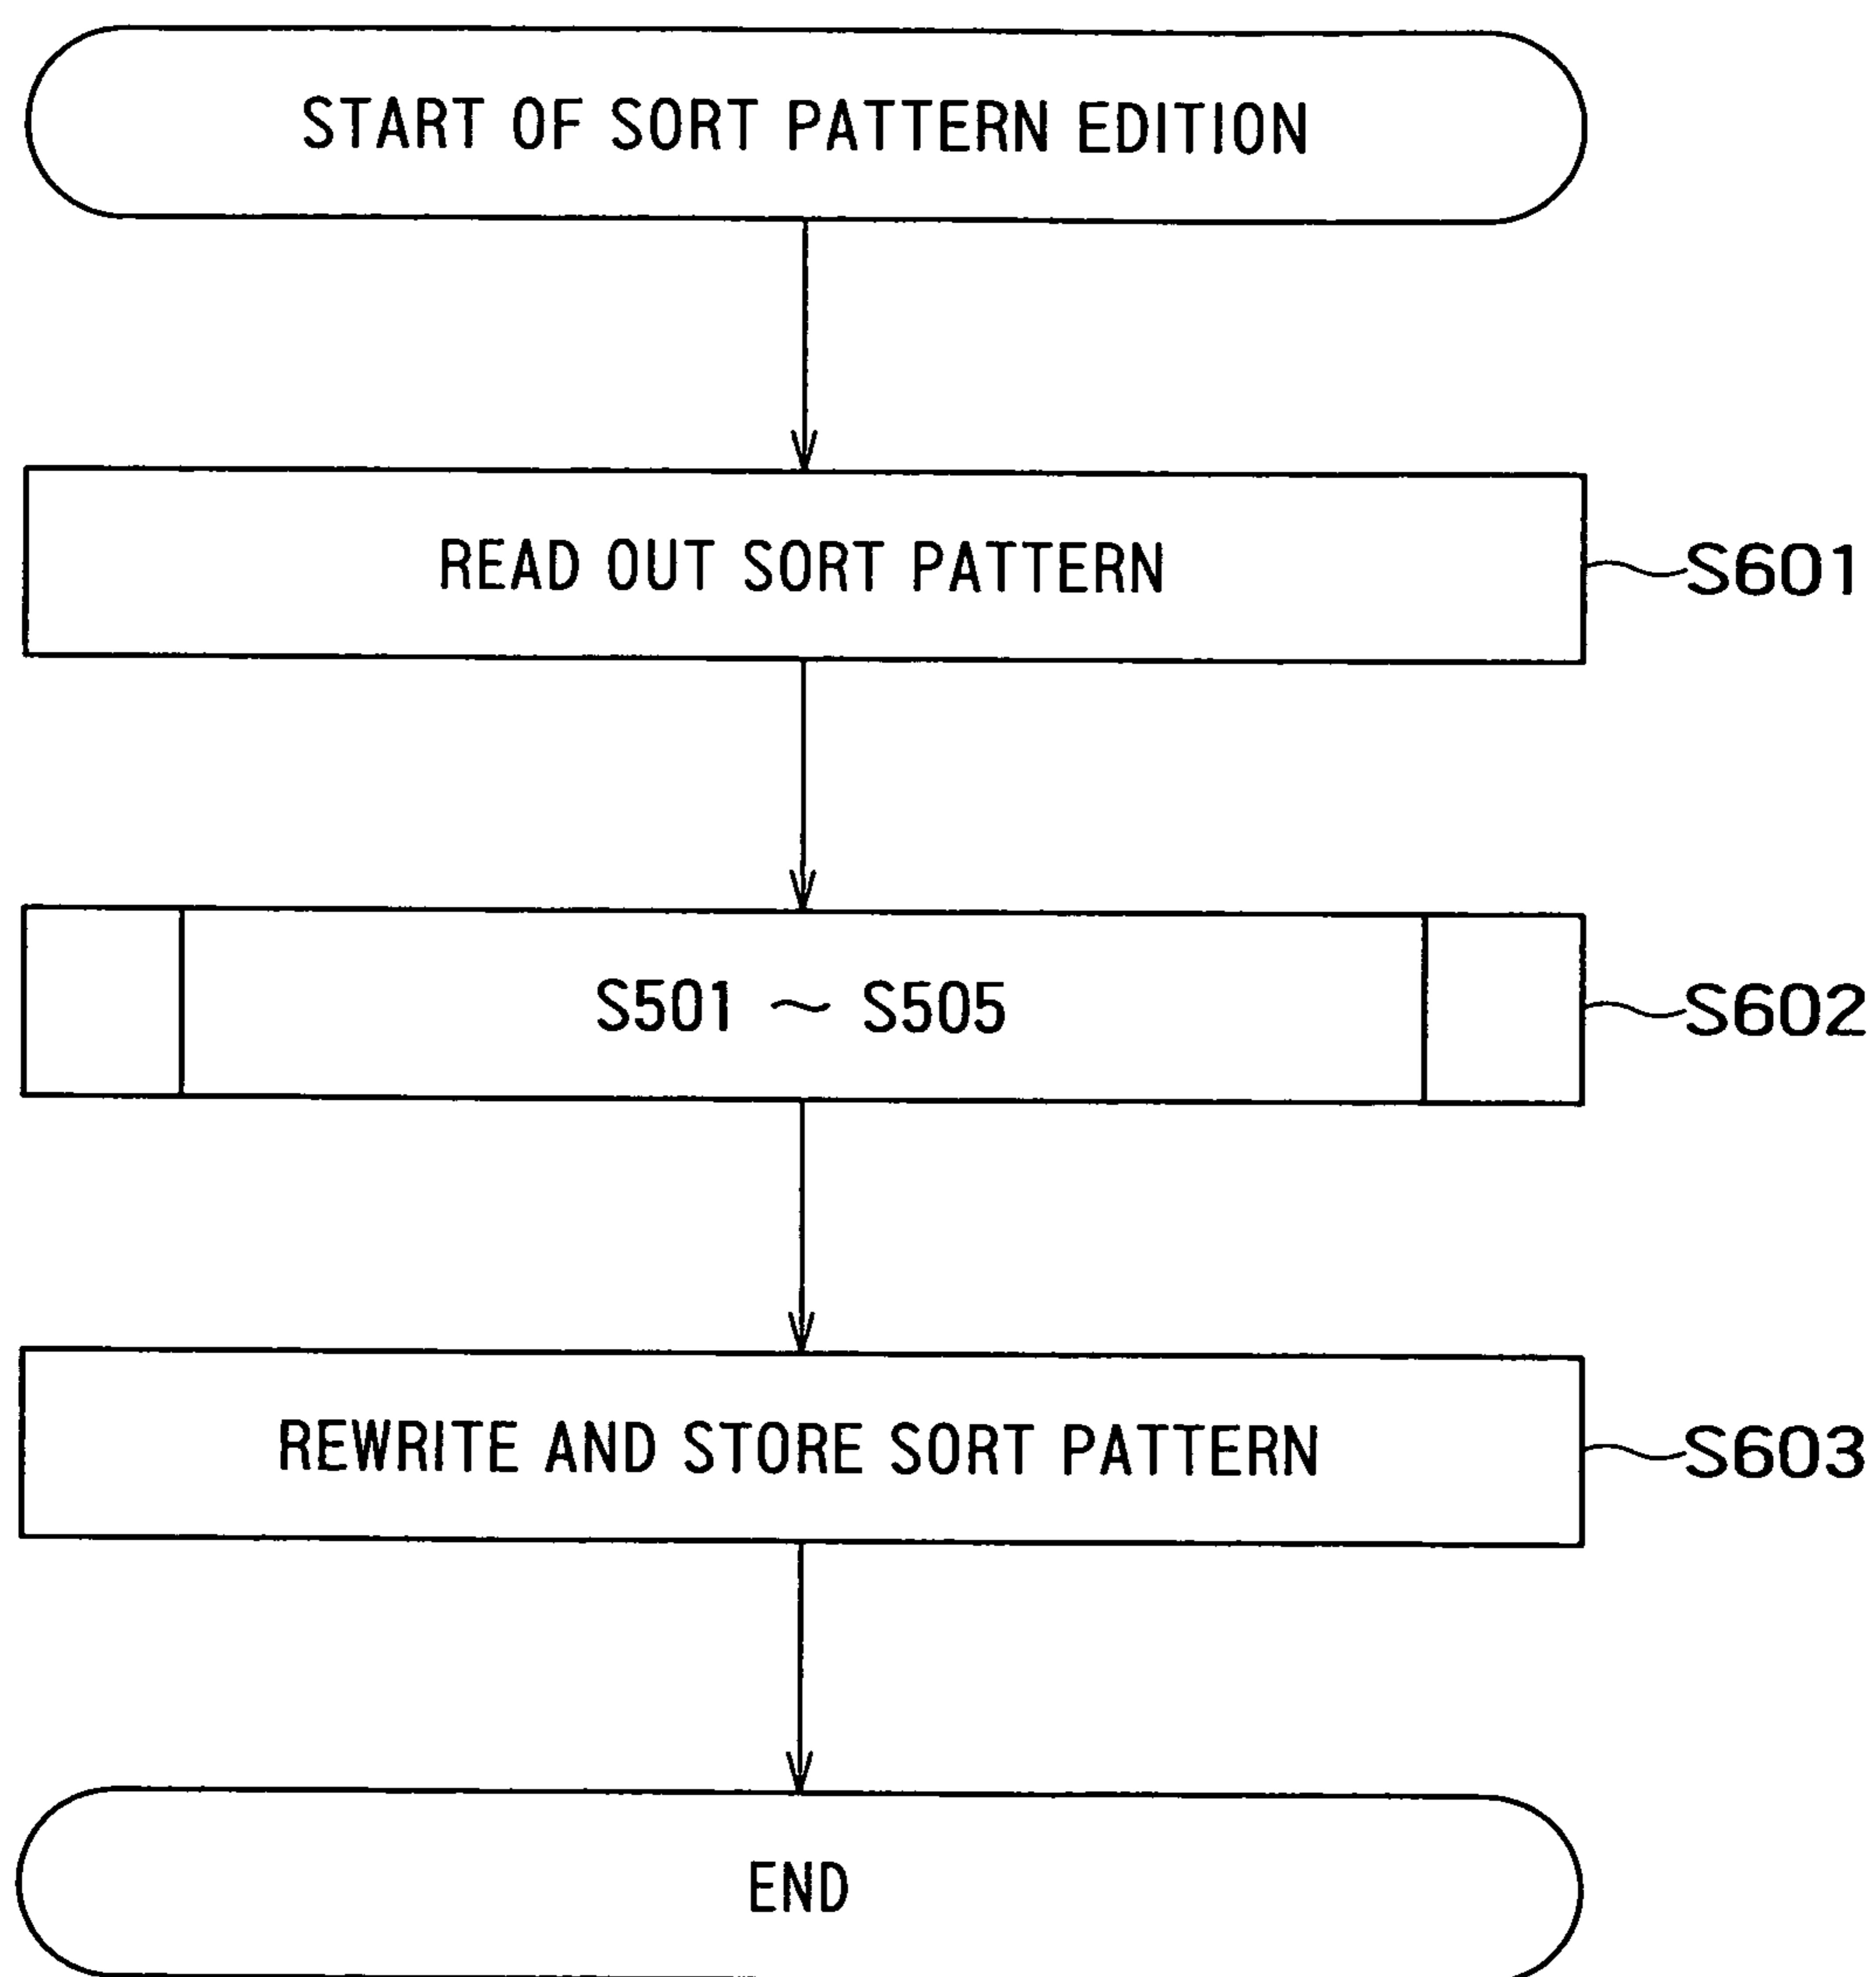 START OF SORT PATTERN EDITION
READ OUT SORT PATTERN
S601
S501 ~ S505
S602
REWRITE AND STORE SORT PATTERN
S603
END